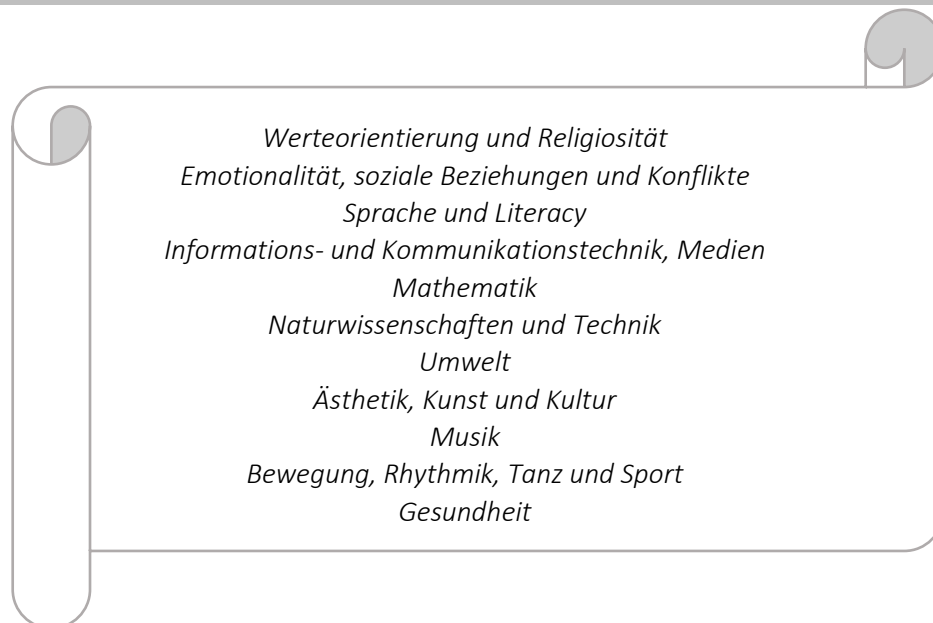 Werteorientierung und Religiosität
Emotionalität, soziale Beziehungen und Konflikte
Sprache und Literacy
Informations- und Kommunikationstechnik, Medien
Mathematik
Naturwissenschaften und Technik
Umwelt
Ästhetik, Kunst und Kultur
Musik
Bewegung, Rhythmik, Tanz und Sport
Gesundheit